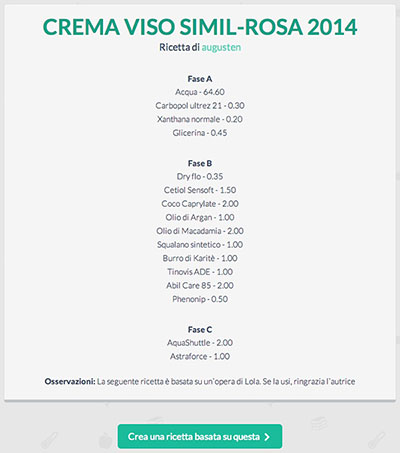 CREMA VISO SIMIL-ROSA 2014
Ricetta di augusten
Fase A
Acqua - 64.60
Carbopol ultrez 21 - 0.30
Xanthana normale - 0.20
Glicerina - 0.45
Fase B
Dry flo - 0.35
Cetiol Sensoft - 1.50
Coco Caprylate - 2.00
Olio di Argan - 1.00
Olio di Macadamia - 2.00
Squalano sintetico - 1.00
Burro di Karitè - 1.00
Tinovis ADE - 1.00
Abil Care 85 - 2.00
Phenonip - 0.50
Fase C
AquaShuttle - 2.00
Astraforce - 1.00
Osservazioni: La seguente ricetta è basata su un'opera di Lola. Se la usi, ringrazia l'autrice
Crea una ricetta basata su questa